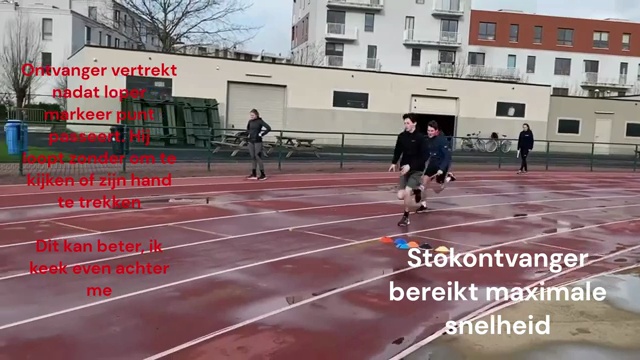 Ontvanger vertrekt
nadat loper
markeer punt
passeert. Hij
loopt zonder om te
kijken of zijn hand
te trekken
Dit kan beter, ik
keek even achter
me
Stokontvanger
bereikt maximale
snelheid